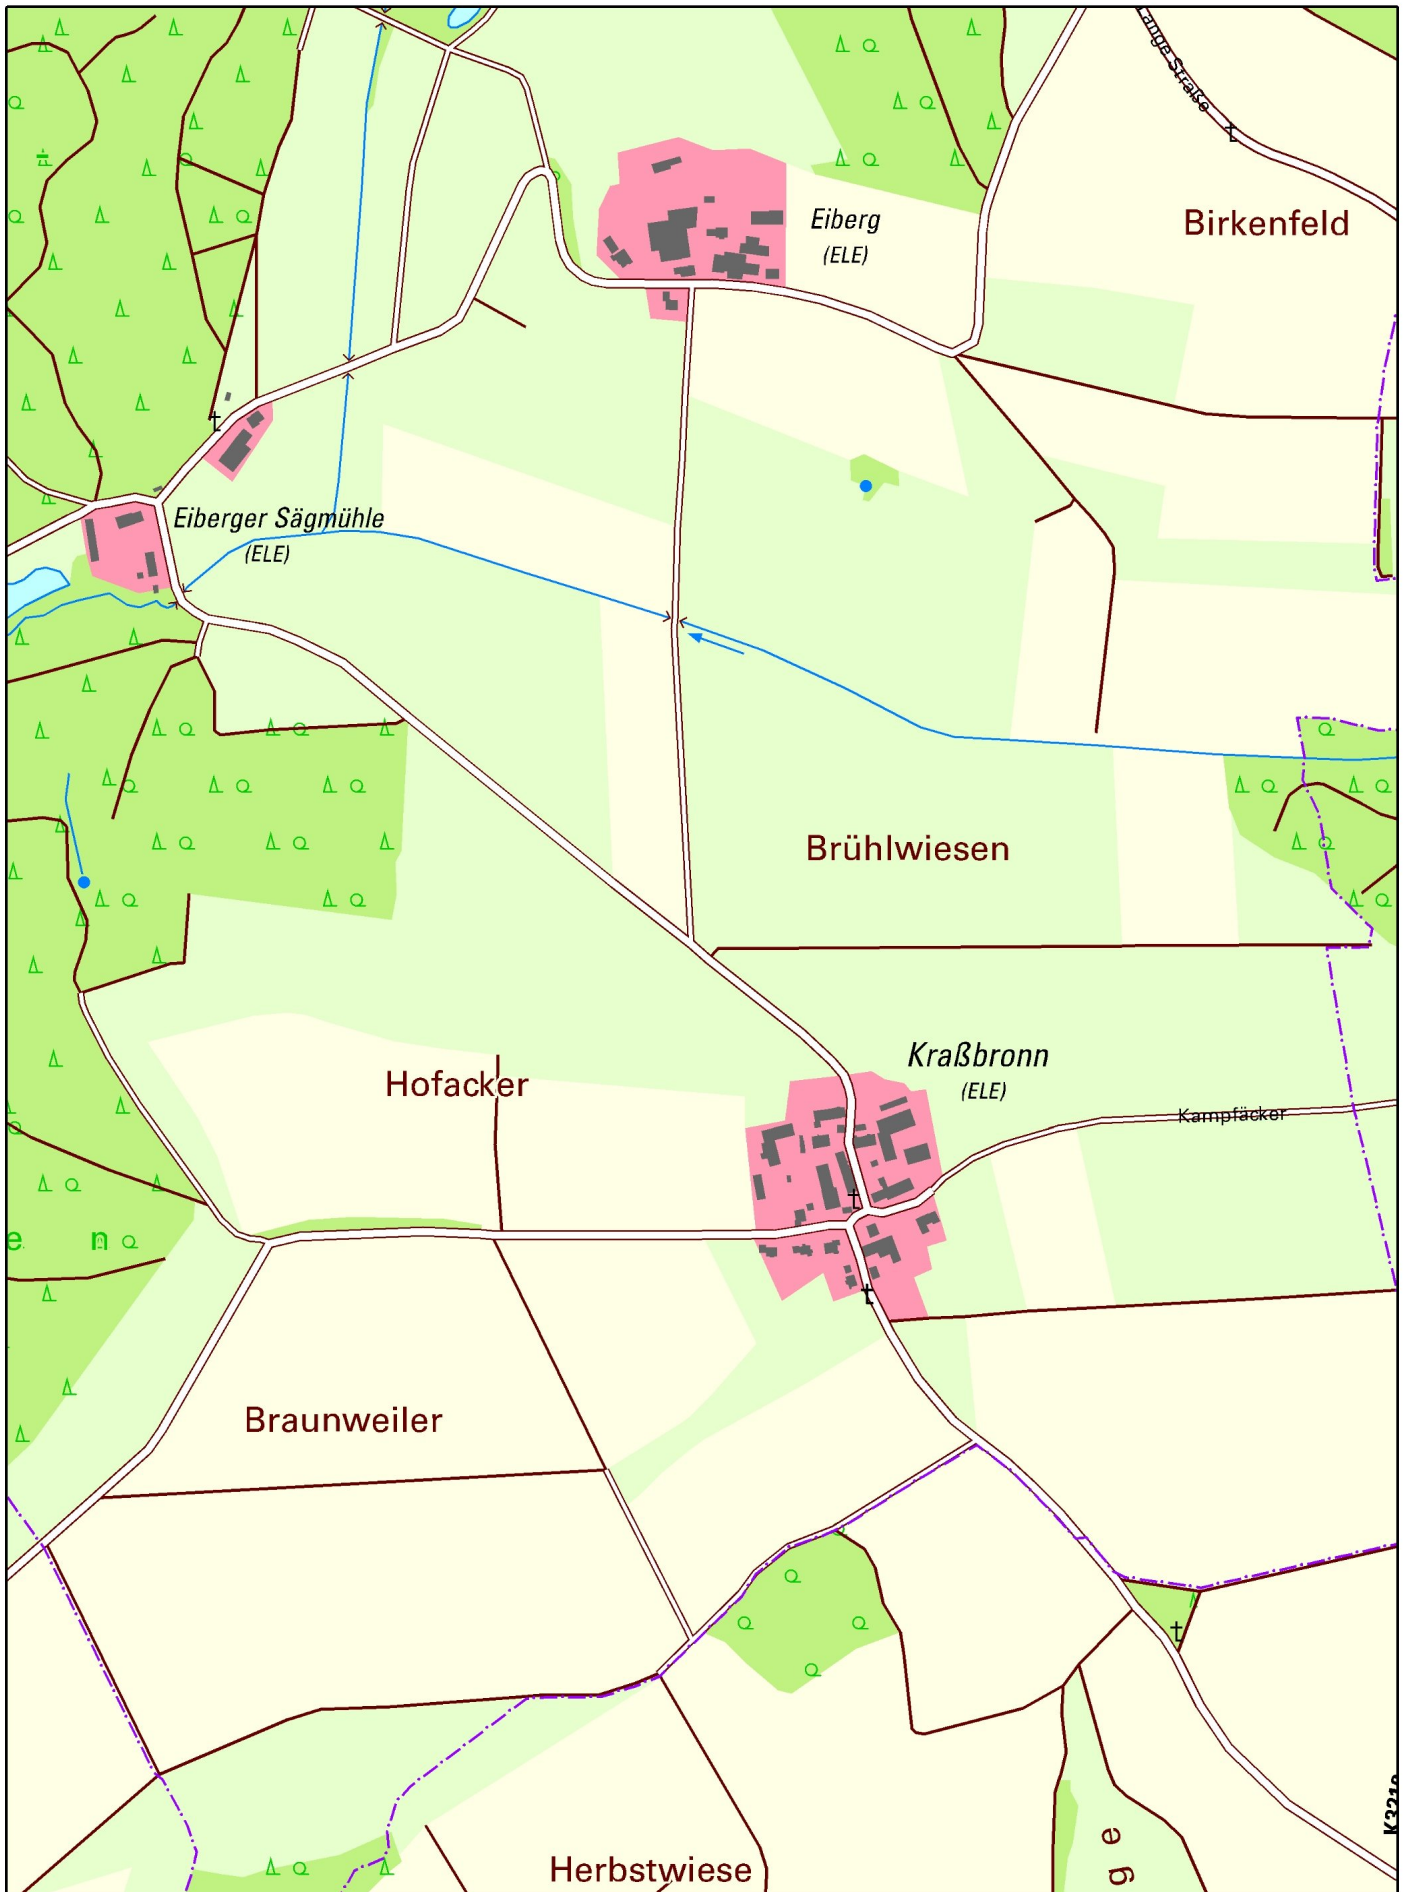 Lange Straße
Birkenfeld
Eiberg
(ELE)
Eiberger Sägmühle
(ELE)
Brühlwiesen
Kraßbronn
(ELE)
Hofacker
Kampfäcker
e n
Braunweiler
Herbstwiese
e g